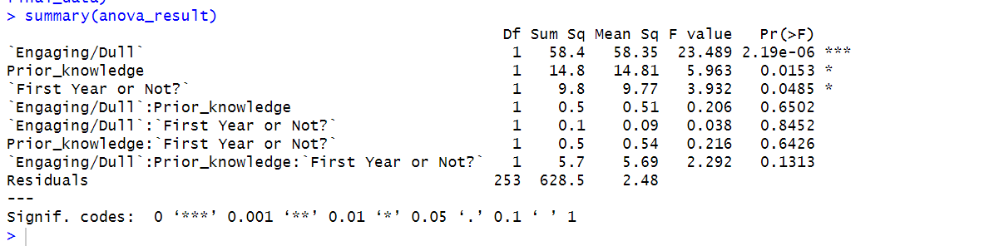 > summary(anova_result)
Df Sum Sq Mean Sq F value Pr(>F)
`Engaging/Dull` 1 58.4 58.35 23.489 2.19e-06 ***
Prior_knowledge 1 14.8 14.81 5.963 0.0153 *
`First Year or Not?` 1 9.8 9.77 3.932 0.0485 *
`Engaging/Dull`:Prior_knowledge 1 0.5 0.51 0.206 0.6502
`Engaging/Dull`:`First Year or Not?` 1 0.1 0.09 0.038 0.8452
Prior_knowledge:`First Year or Not?` 1 0.5 0.54 0.216 0.6426
`Engaging/Dull`:Prior_knowledge:`First Year or Not?` 1 5.7 5.69 2.292 0.1313
Residuals 253 628.5 2.48
---
Signif. codes: 0 ‘***’ 0.001 ‘**’ 0.01 ‘*’ 0.05 ‘.’ 0.1 ‘ ’ 1
>